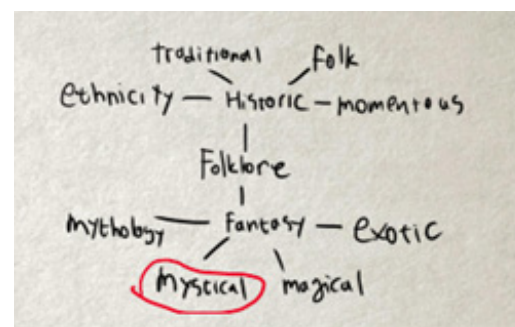 traditional folk
ethnicity Historic momentous
Folklore
mythology fantasy exotic
mystical magical